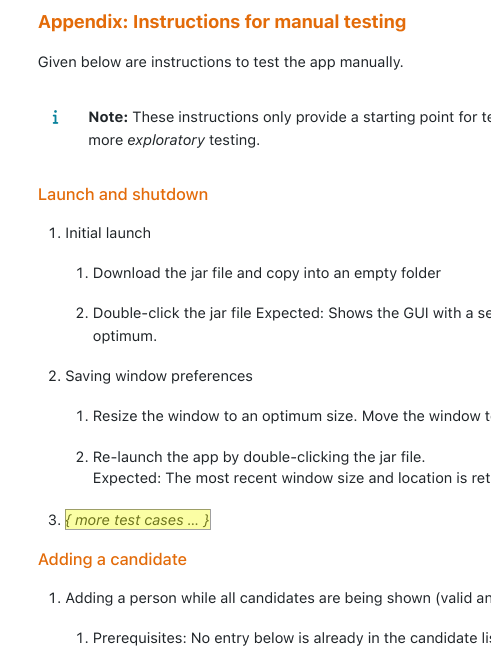 Appendix: Instructions for manual testing
Given below are instructions to test the app manually.
i Note: These instructions only provide a starting point for te
more exploratory testing.
Launch and shutdown
1. Initial launch
1. Download the jar file and copy into an empty folder
2. Double-click the jar file Expected: Shows the GUI with a se
optimum.
2. Saving window preferences
1. Resize the window to an optimum size. Move the window t
2. Re-launch the app by double-clicking the jar file.
Expected: The most recent window size and location is ret
3. { more test cases … }
Adding a candidate
1. Adding a person while all candidates are being shown (valid an
1. Prerequisites: No entry below is already in the candidate lis